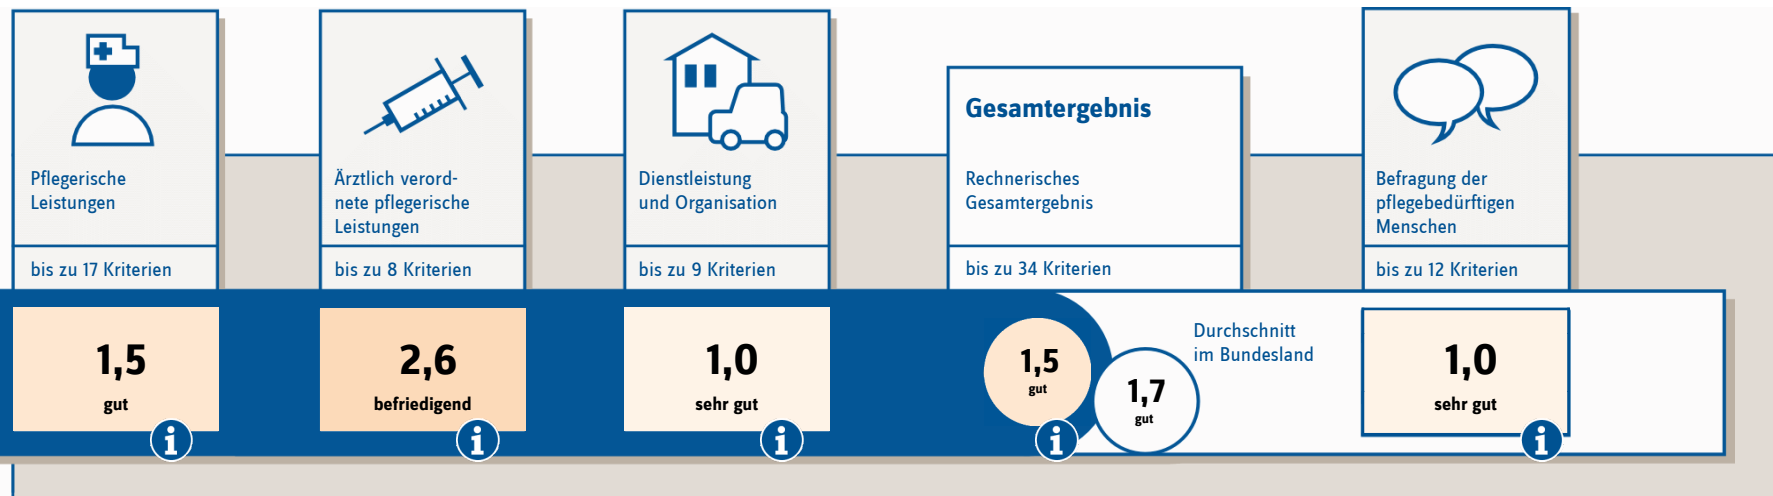 Pflegerische
Leistungen
bis zu 17 Kriterien
1,5
gut
Ärztlich verord-
nete pflegerische
Leistungen
bis zu 8 Kriterien
2,6
befriedigend
Dienstleistung
und Organisation
bis zu 9 Kriterien
1,0
sehr gut
Gesamtergebnis
Rechnerisches
Gesamtergebnis
bis zu 34 Kriterien
1,5
gut
1,7
gut
Durchschnitt
im Bundesland
Befragung der
pflegebedürftigen
Menschen
bis zu 12 Kriterien
1,0
sehr gut